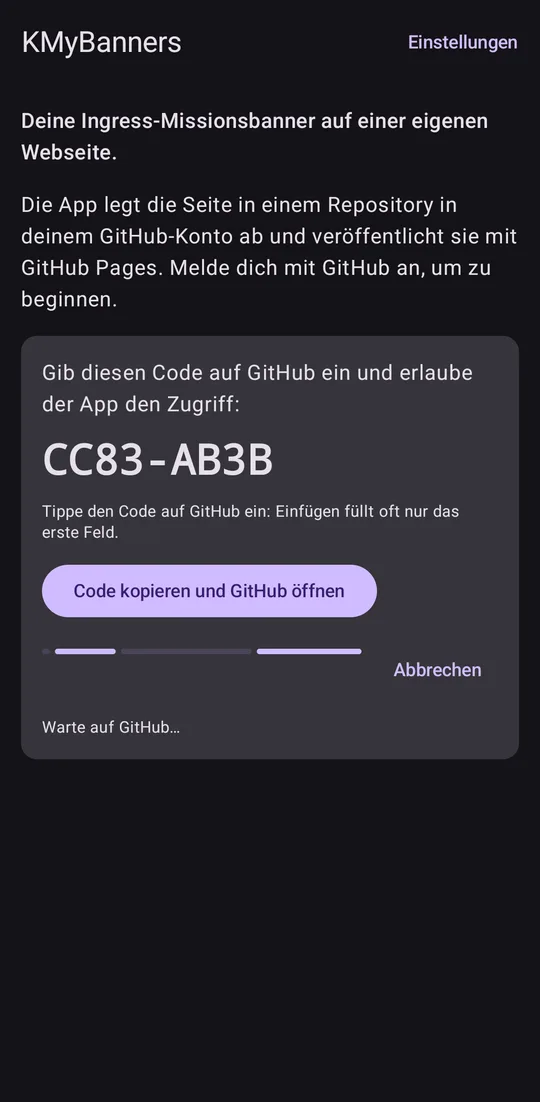 KMyBanners
Einstellungen
Deine Ingress-Missionsbanner auf einer eigenen
Webseite.
Die App legt die Seite in einem Repository in
deinem GitHub-Konto ab und veröffentlicht sie mit
GitHub Pages. Melde dich mit GitHub an, um zu
beginnen.
Gib diesen Code auf GitHub ein und erlaube
der App den Zugriff:
CC83-AB3B
Tippe den Code auf GitHub ein: Einfügen füllt oft nur das
erste Feld.
Code kopieren und GitHub öffnen
Abbrechen
Warte auf GitHub…